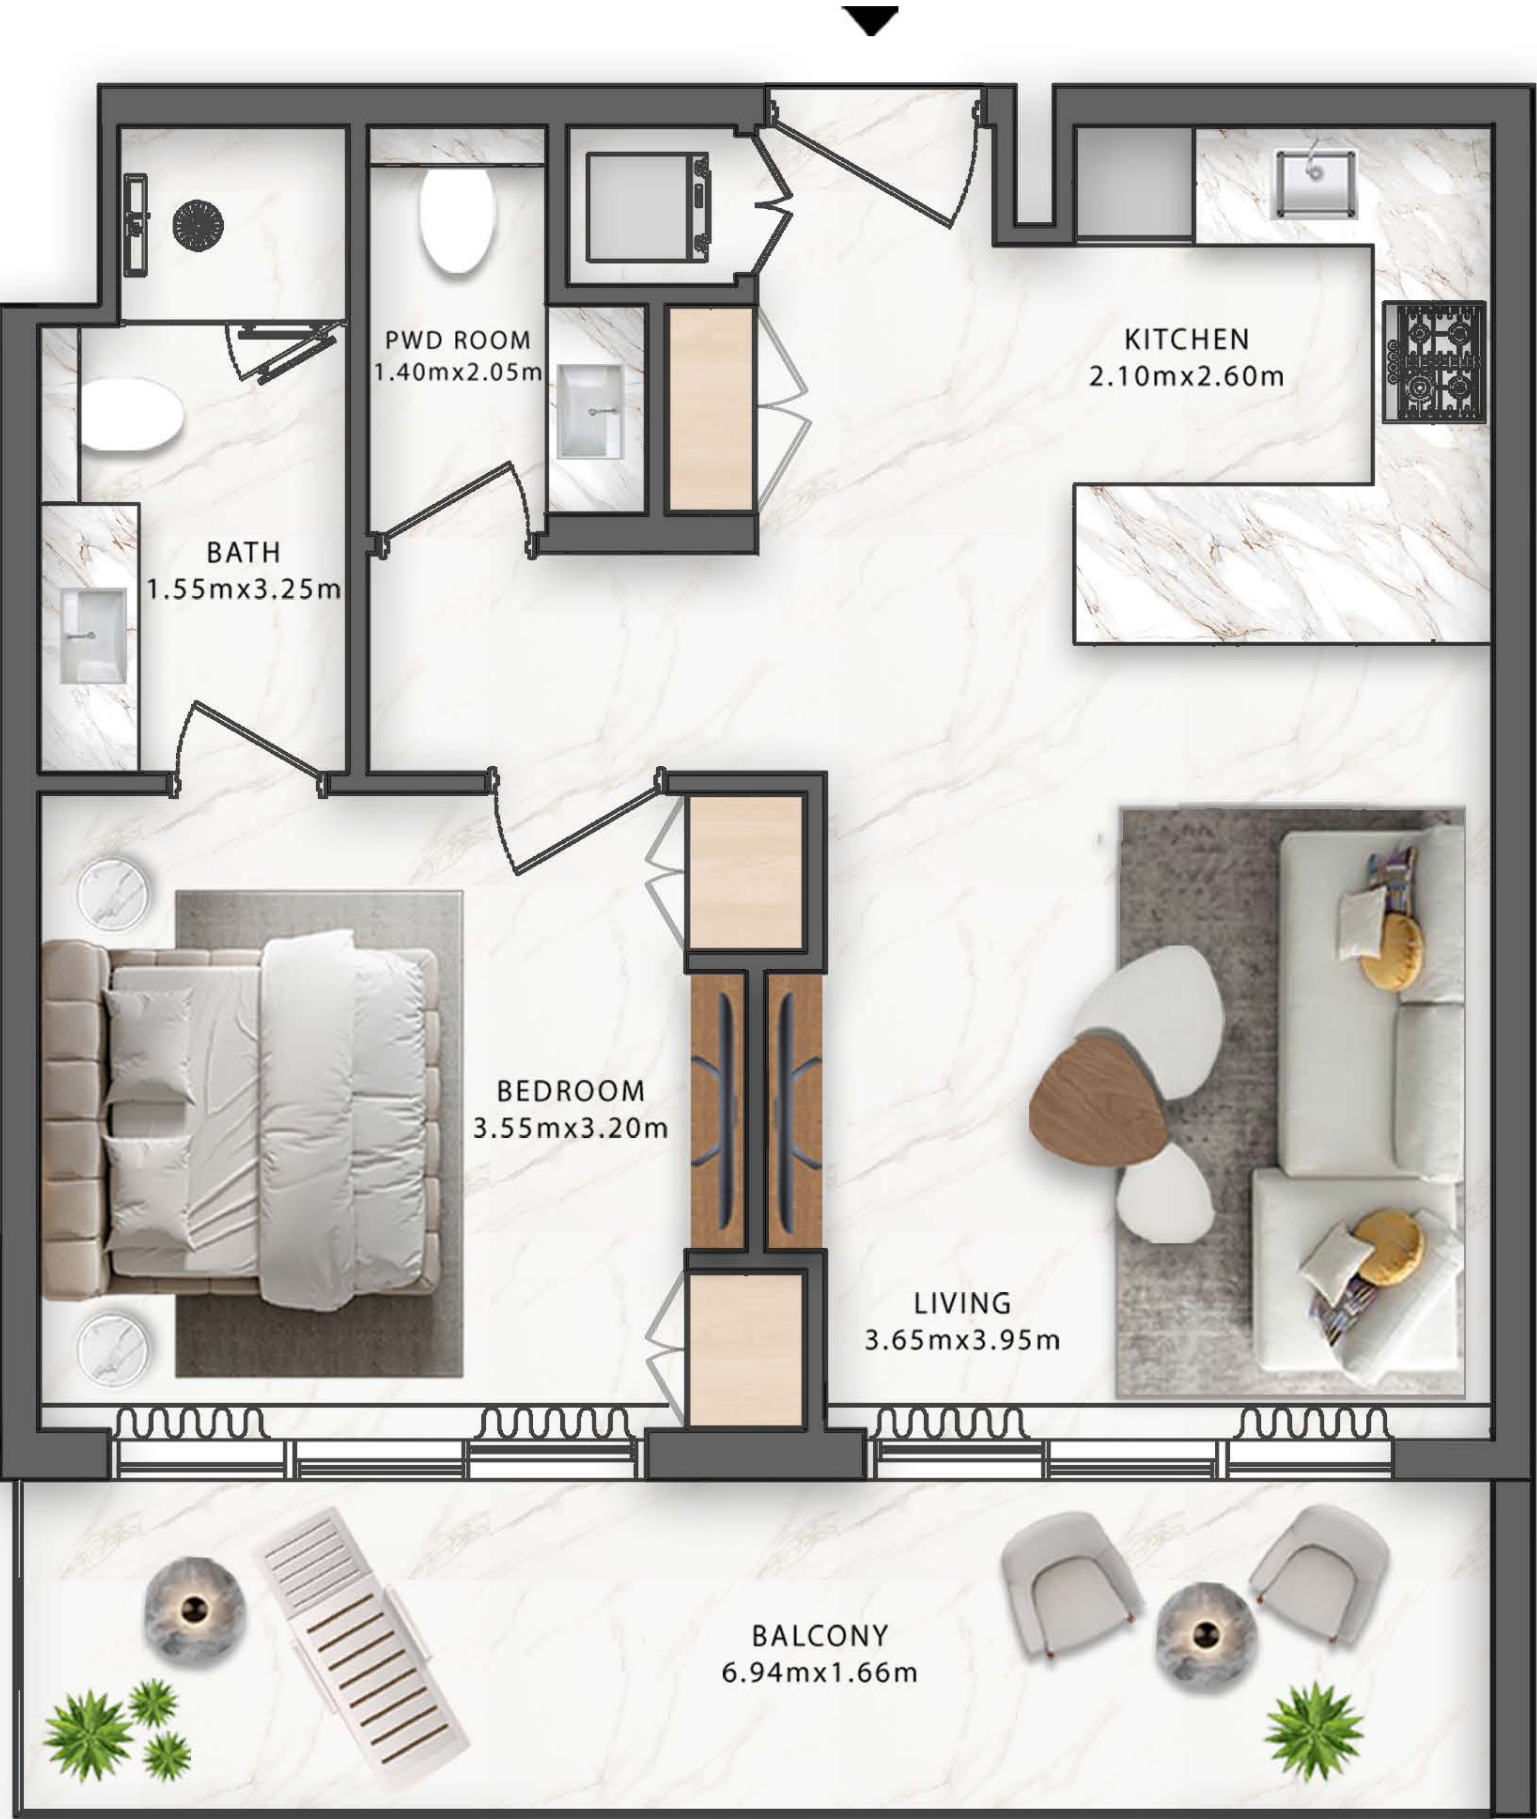 PWD ROOM
1.40mx2.05m
KITCHEN
2.10mx2.60m
BATH
1.55mx3.25m
BEDROOM
3.55mx3.20m
LIVING
3.65mx3.95m
BALCONY
6.94mx1.66m